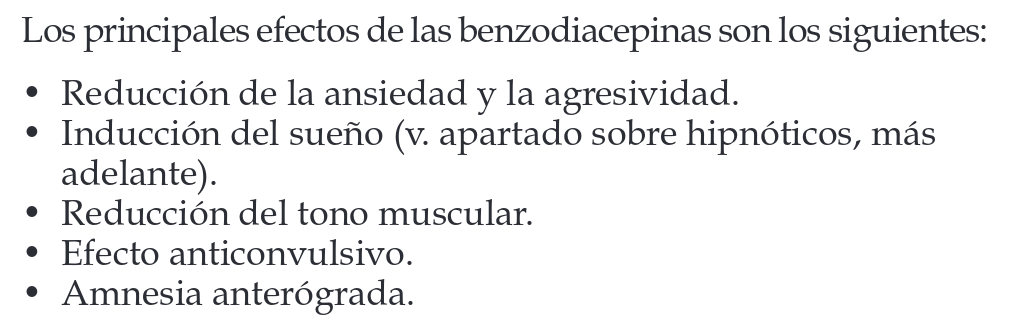 Los principales efectos de las benzodiacepinas son los siguientes:
• Reducción de la ansiedad y la agresividad.
• Inducción del sueño (v. apartado sobre hipnóticos, más
adelante).
• Reducción del tono muscular.
• Efecto anticonvulsivo.
• Amnesia anterógrada.